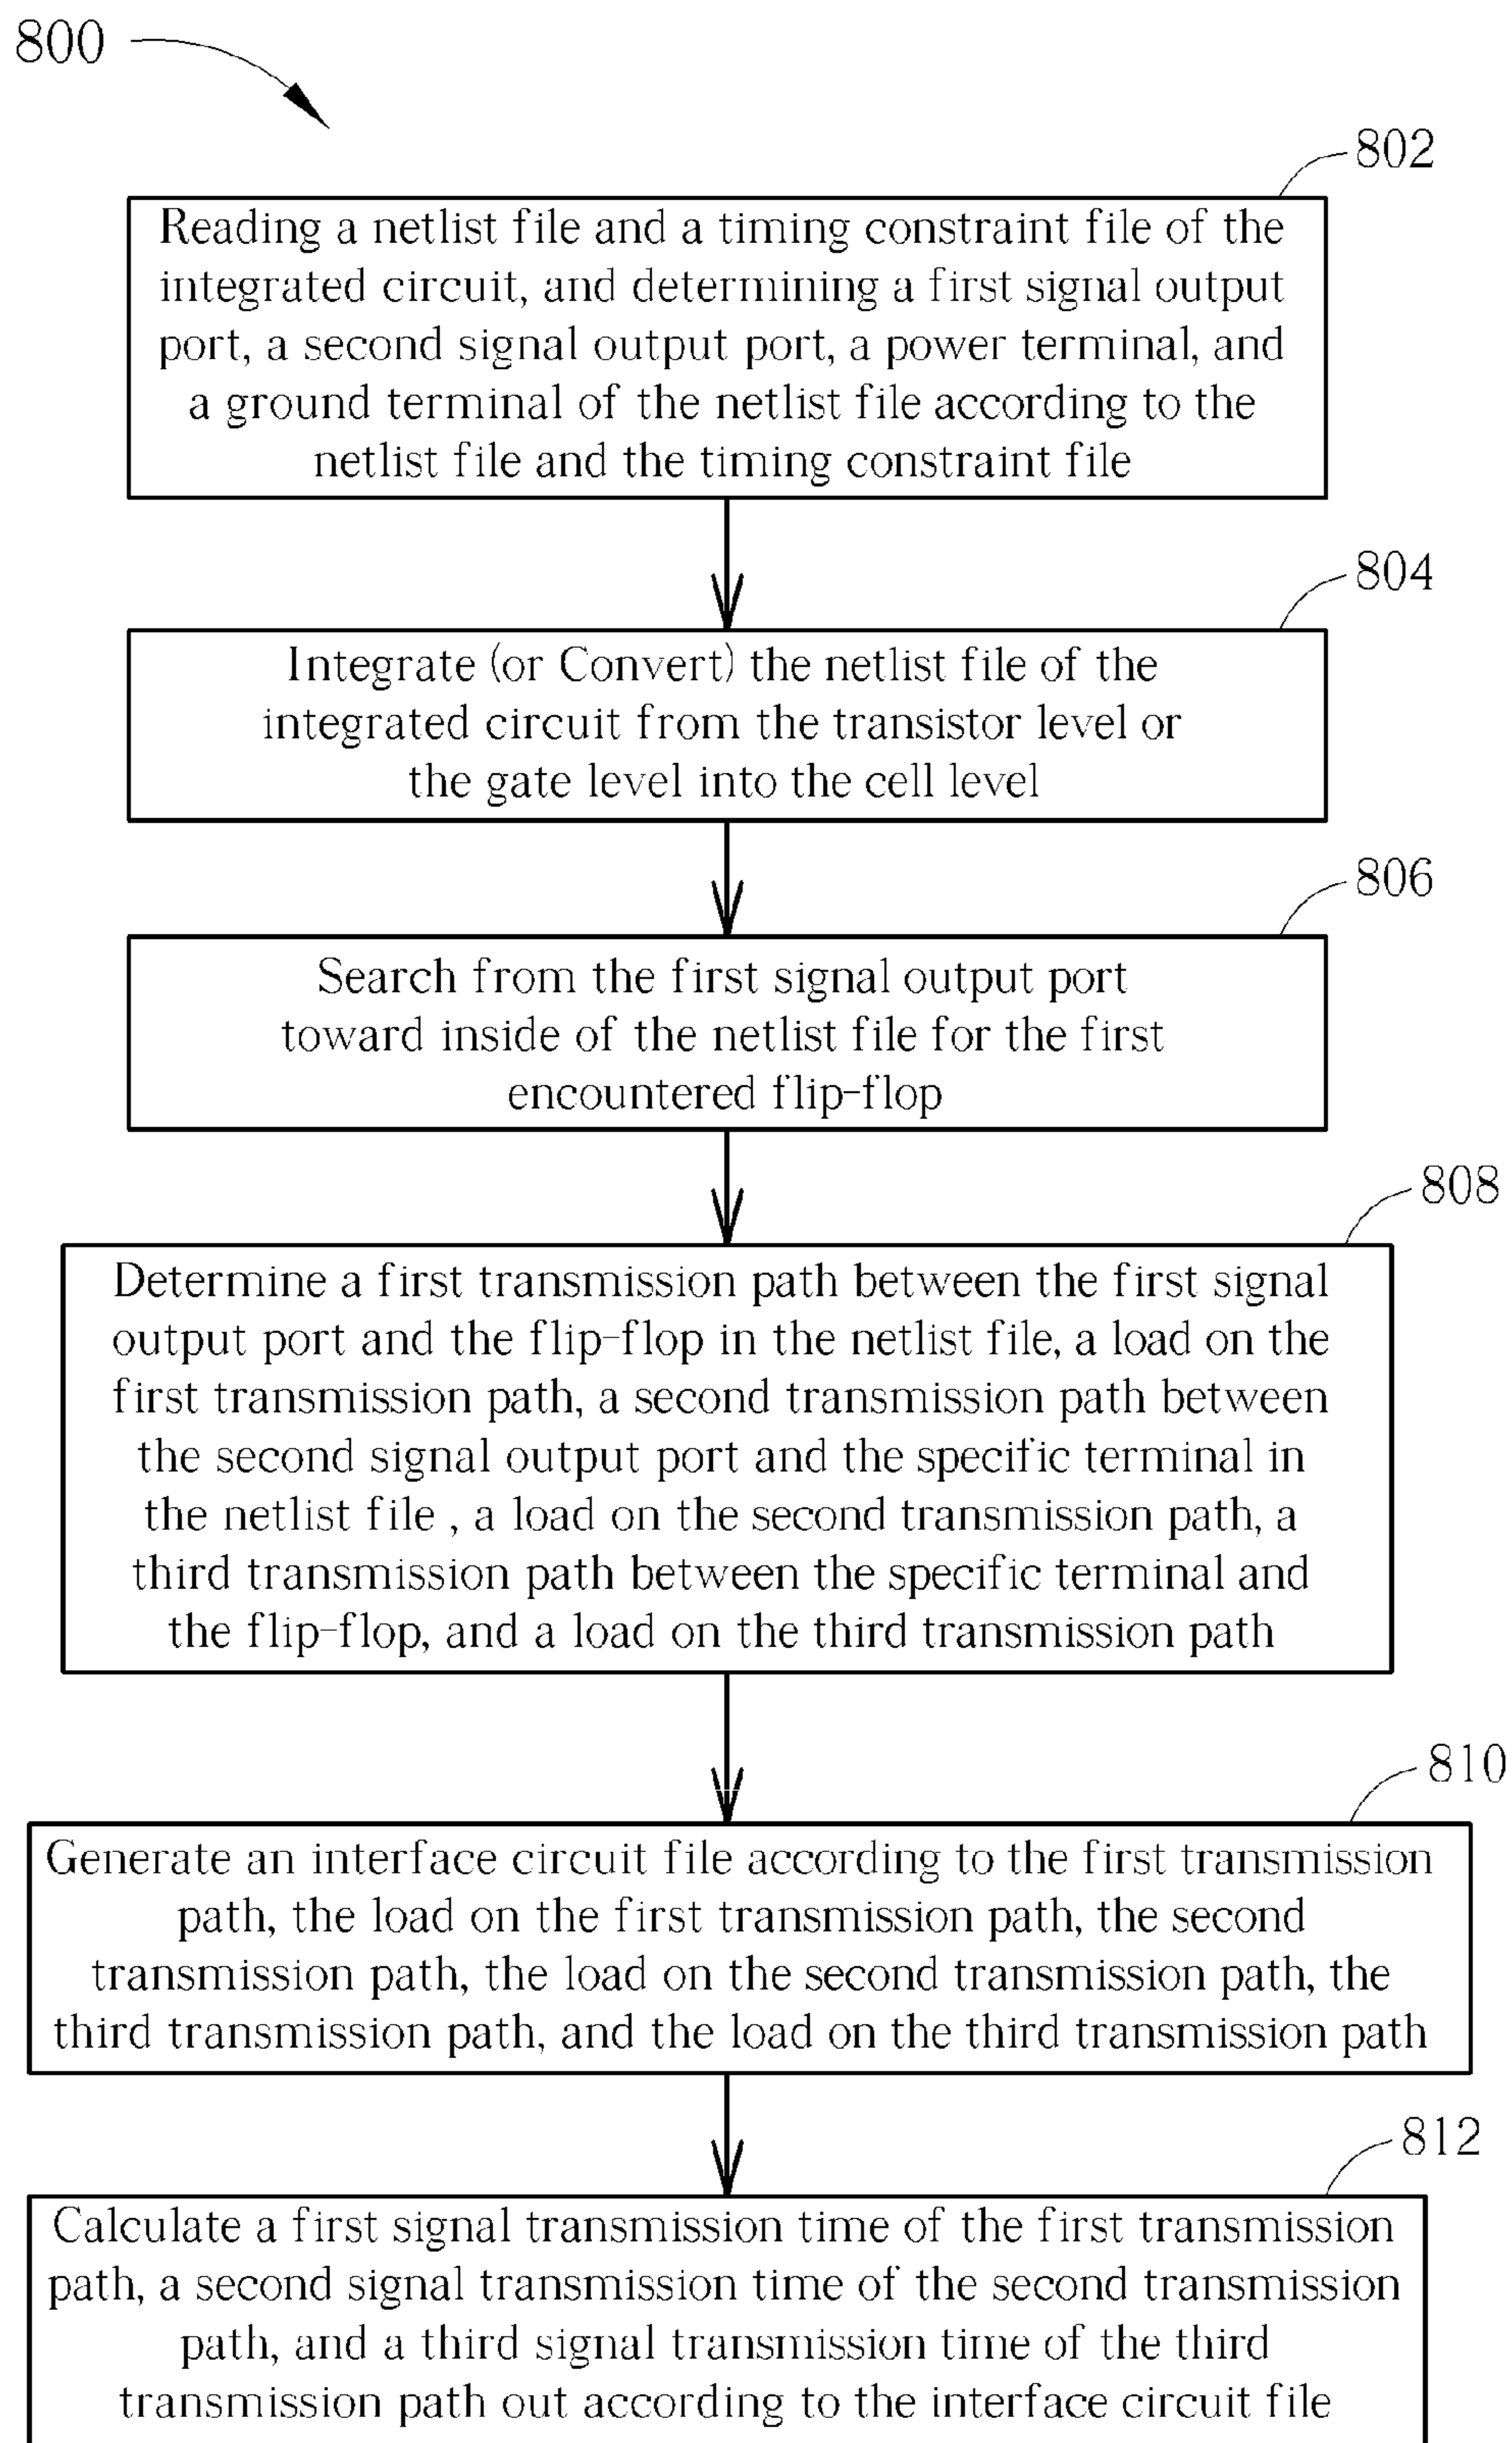 800
802
Reading a netlist file and a timing constraint file of the
integrated circuit, and determining a first signal output
port, a second signal output port, a power terminal, and
a ground terminal of the netlist file according to the
netlist file and the timing constraint file
804
Integrate (or Convert) the netlist file of the
integrated circuit from the transistor level or
the gate level into the cell level
806
Search from the first signal output port
toward inside of the netlist file for the first
encountered flip-flop
808
Determine a first transmission path between the first signal
output port and the flip-flop in the netlist file, a load on the
first transmission path, a second transmission path between
the second signal output port and the specific terminal in
the netlist file , a load on the second transmission path, a
third transmission path between the specific terminal and
the flip-flop, and a load on the third transmission path
810
Generate an interface circuit file according to the first transmission
path, the load on the first transmission path, the second
transmission path, the load on the second transmission path, the
third transmission path, and the load on the third transmission path
812
Calculate a first signal transmission time of the first transmission
path, a second signal transmission time of the second transmission
path, and a third signal transmission time of the third
transmission path out according to the interface circuit file